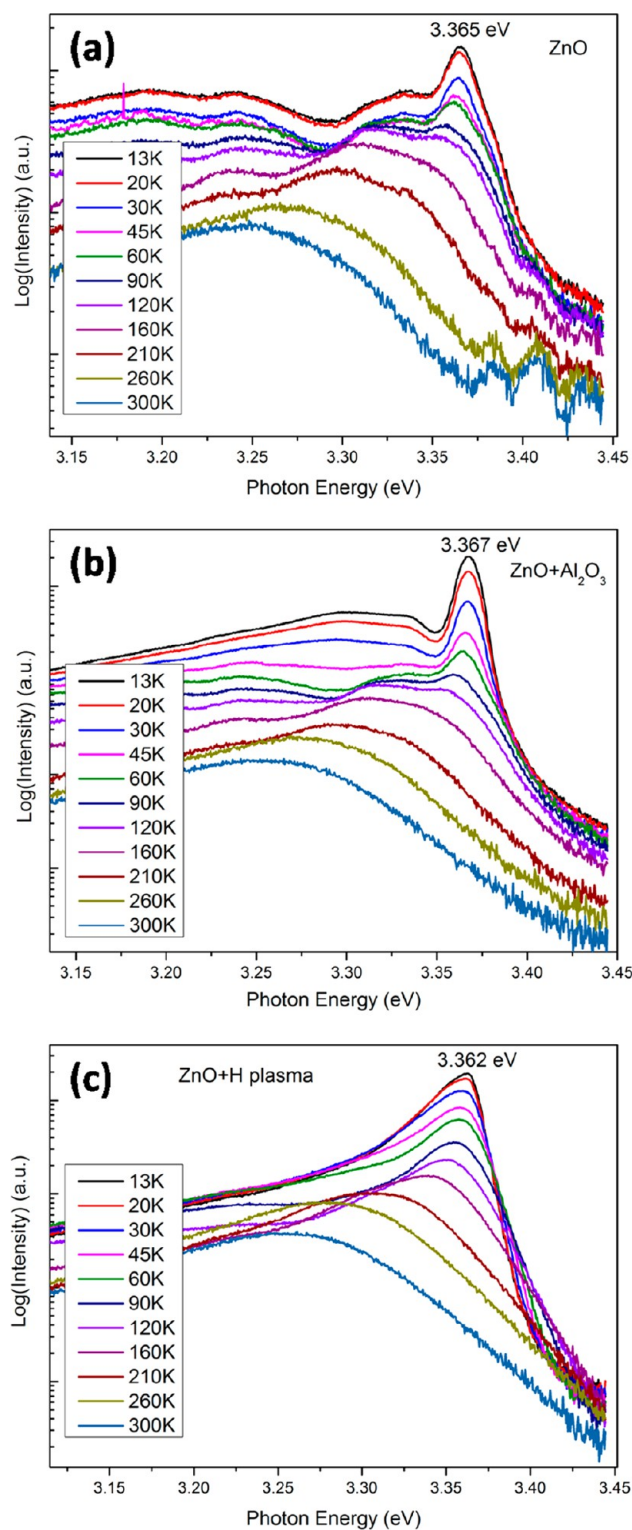 (a)
3.365 eV
ZnO
Log(Intensity) (a.u.)
13K
20K
30K
45K
60K
90K
120K
160K
210K
260K
300K
3.15 3.20 3.25 3.30 3.35 3.40 3.45
Photon Energy (eV)
(b)
3.367 eV
ZnO+Al₂O₃
Log(Intensity) (a.u.)
13K
20K
30K
45K
60K
90K
120K
160K
210K
260K
300K
3.15 3.20 3.25 3.30 3.35 3.40 3.45
Photon Energy (eV)
(c)
ZnO+H plasma
3.362 eV
Log(Intensity) (a.u.)
13K
20K
30K
45K
60K
90K
120K
160K
210K
260K
300K
3.15 3.20 3.25 3.30 3.35 3.40 3.45
Photon Energy (eV)